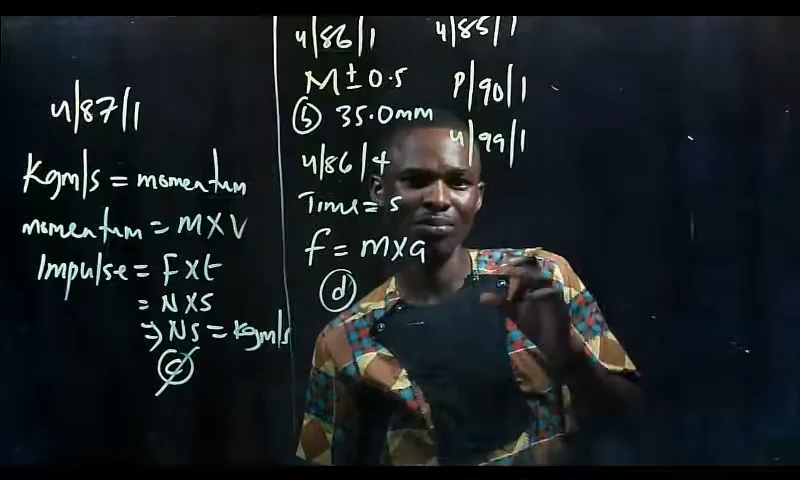 4/87/1
Kgm/s = momentum
momentum = M X V
Impulse = F X t
= N X S
=> NS = Kgm/s
c
4/86/1
M ± 0.5
b 35.0mm
4/86/4
Time = s
f = m x a
d
4/85/1
P/90/1
4/99/1